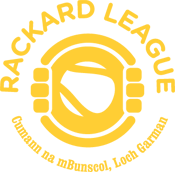 RACKARD LEAGUE
Cumann na mBunscol, Loch Garman